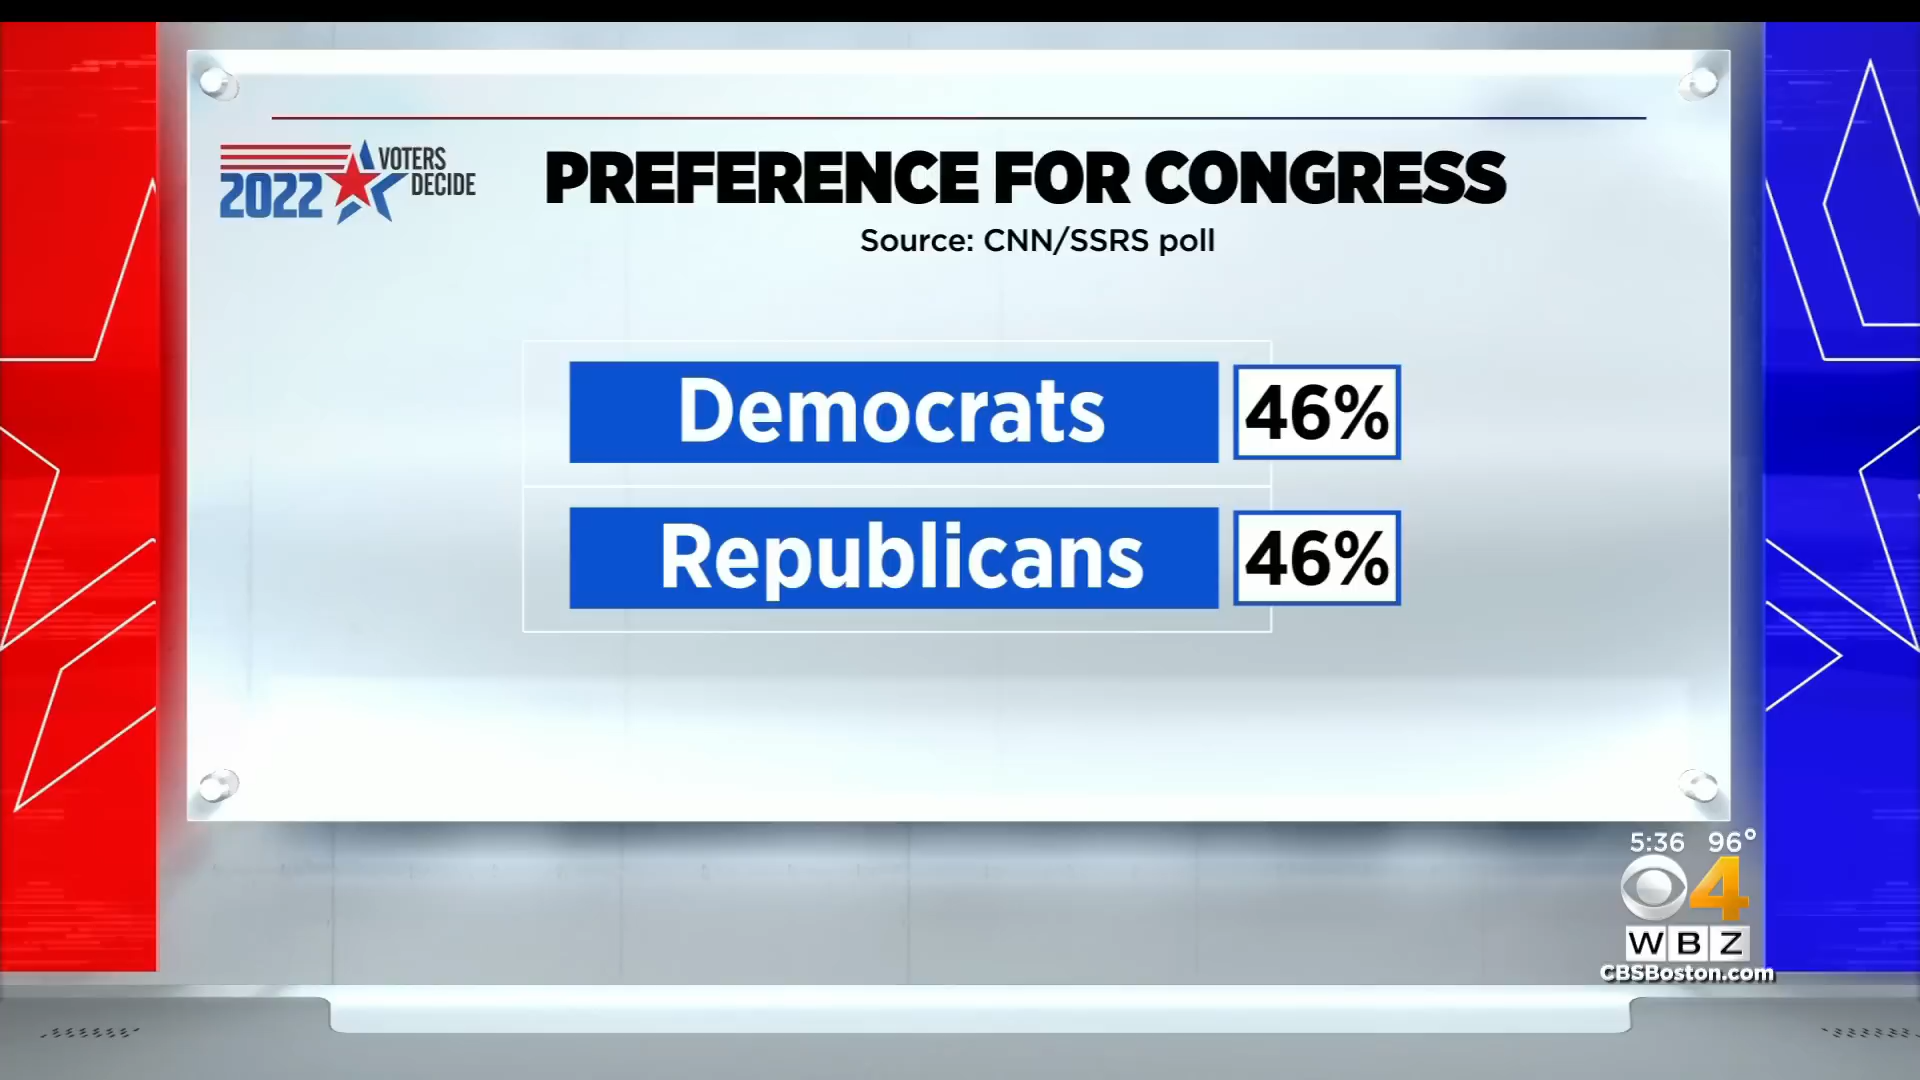 2022 VOTERS
DECIDE
PREFERENCE FOR CONGRESS
Source: CNN/SSRS poll
Democrats 46%
Republicans 46%
5:36 96°
4
WBZ
CBSBoston.com